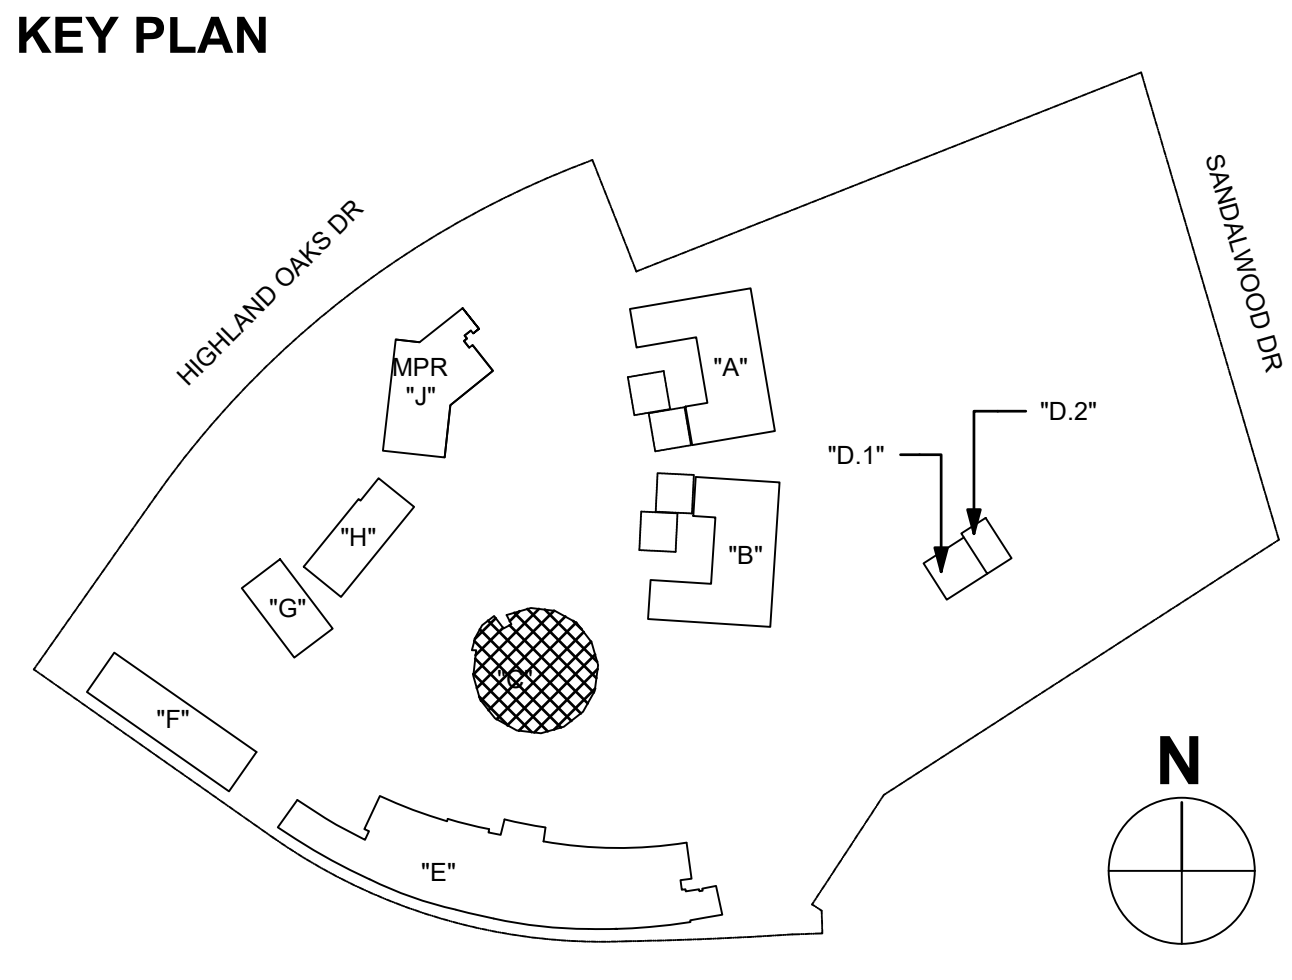 KEY PLAN
HIGHLAND OAKS DR
SANDALWOOD DR
MPR
"J"
"A"
"D.2"
"D.1"
"H"
"B"
"G"
"C"
"F"
"E"
N